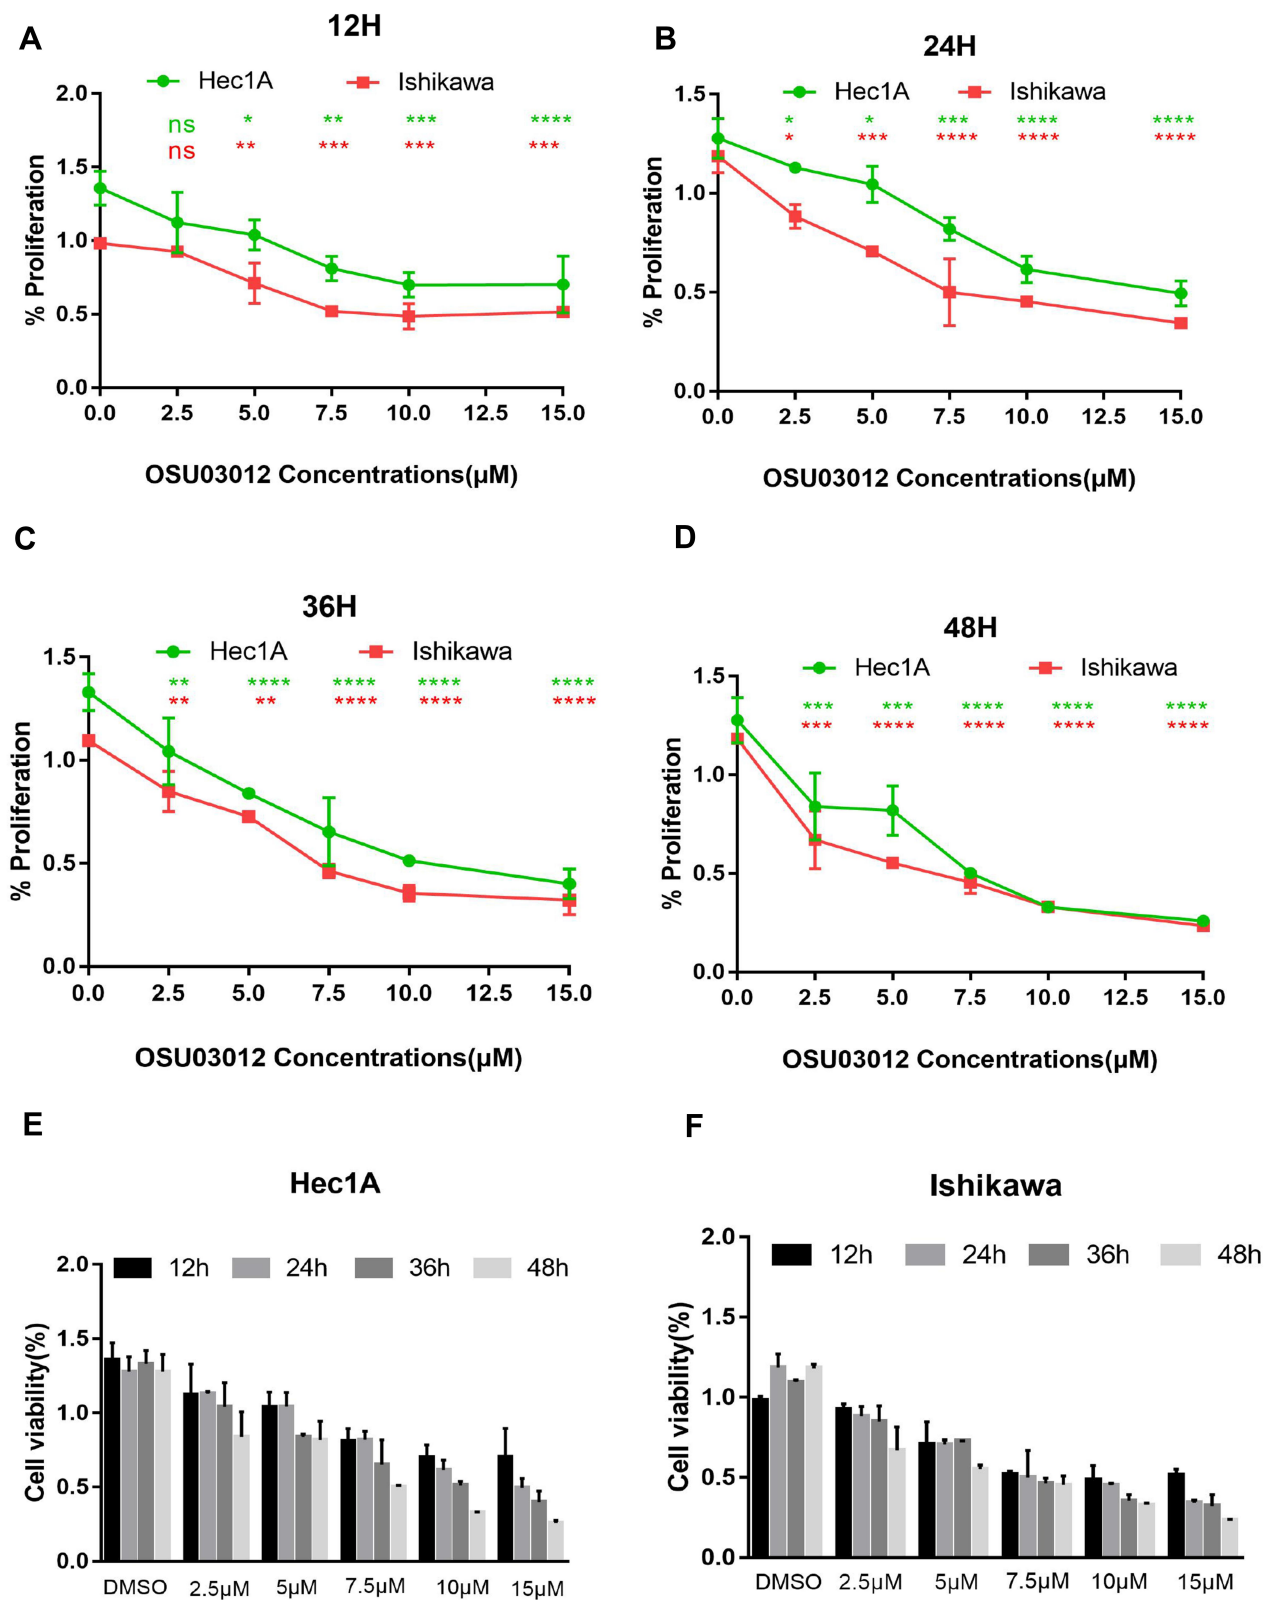 A
12H
Hec1A
Ishikawa
ns * ** *** ****
ns ** *** *** ***
2.0
1.5
1.0
0.5
0.0
% Proliferation
0.0 2.5 5.0 7.5 10.0 12.5 15.0
OSU03012 Concentrations(μM)
B
24H
Hec1A
Ishikawa
* * *** **** ****
* *** **** **** ****
1.5
1.0
0.5
0.0
% Proliferation
0.0 2.5 5.0 7.5 10.0 12.5 15.0
OSU03012 Concentrations(μM)
C
36H
Hec1A
Ishikawa
** **** **** **** ****
** ** **** **** ****
1.5
1.0
0.5
0.0
% Proliferation
0.0 2.5 5.0 7.5 10.0 12.5 15.0
OSU03012 Concentrations(μM)
D
48H
Hec1A
Ishikawa
*** *** **** **** ****
*** **** **** **** ****
1.5
1.0
0.5
0.0
% Proliferation
0.0 2.5 5.0 7.5 10.0 12.5 15.0
OSU03012 Concentrations(μM)
E
Hec1A
12h 24h 36h 48h
2.0
1.5
1.0
0.5
0.0
Cell viability(%)
DMSO 2.5μM 5μM 7.5μM 10μM 15μM
F
Ishikawa
12h 24h 36h 48h
2.0
1.5
1.0
0.5
0.0
Cell viability(%)
DMSO 2.5μM 5μM 7.5μM 10μM 15μM